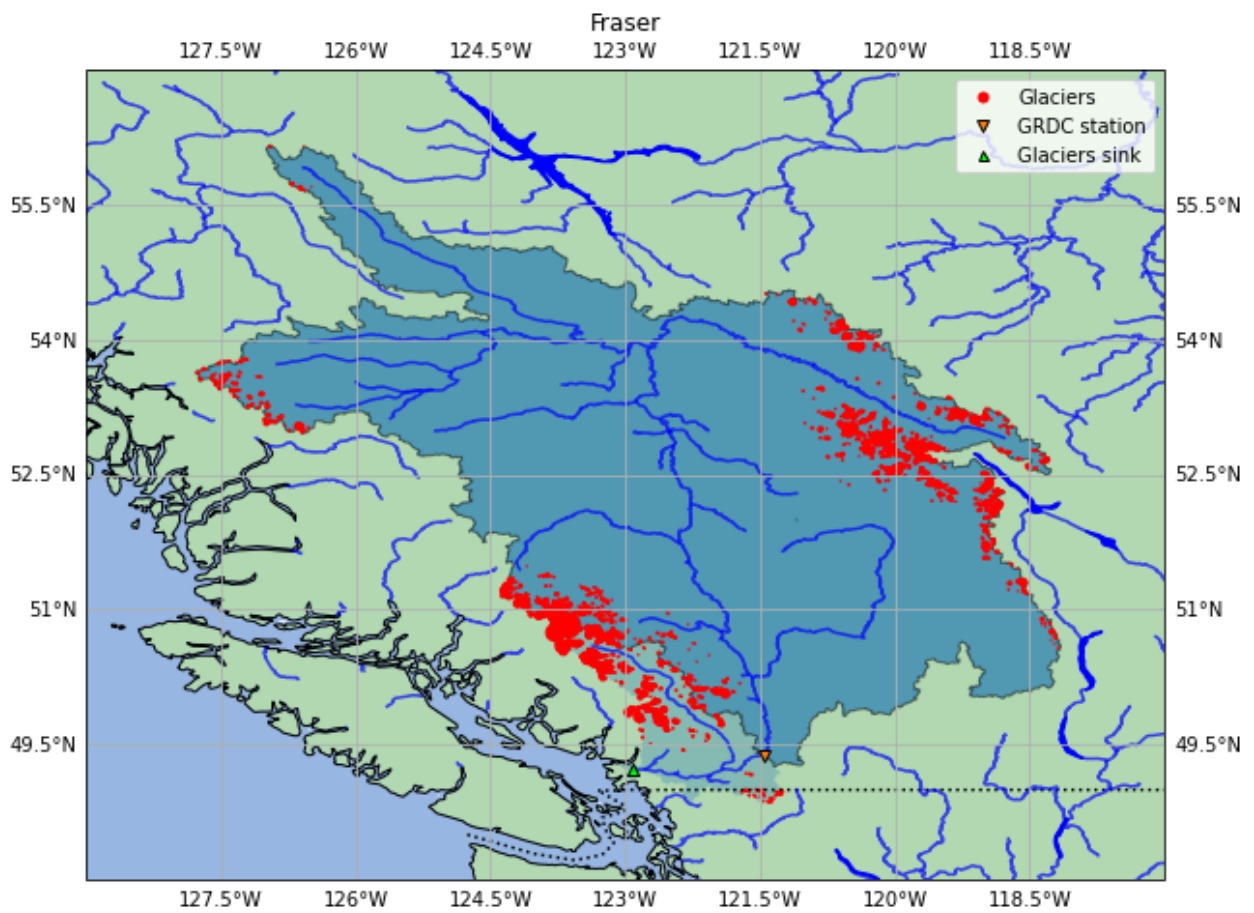 Fraser
127.5°W 126°W 124.5°W 123°W 121.5°W 120°W 118.5°W
Glaciers
GRDC station
Glaciers sink
55.5°N 55.5°N
54°N 54°N
52.5°N 52.5°N
51°N 51°N
49.5°N 49.5°N
127.5°W 126°W 124.5°W 123°W 121.5°W 120°W 118.5°W